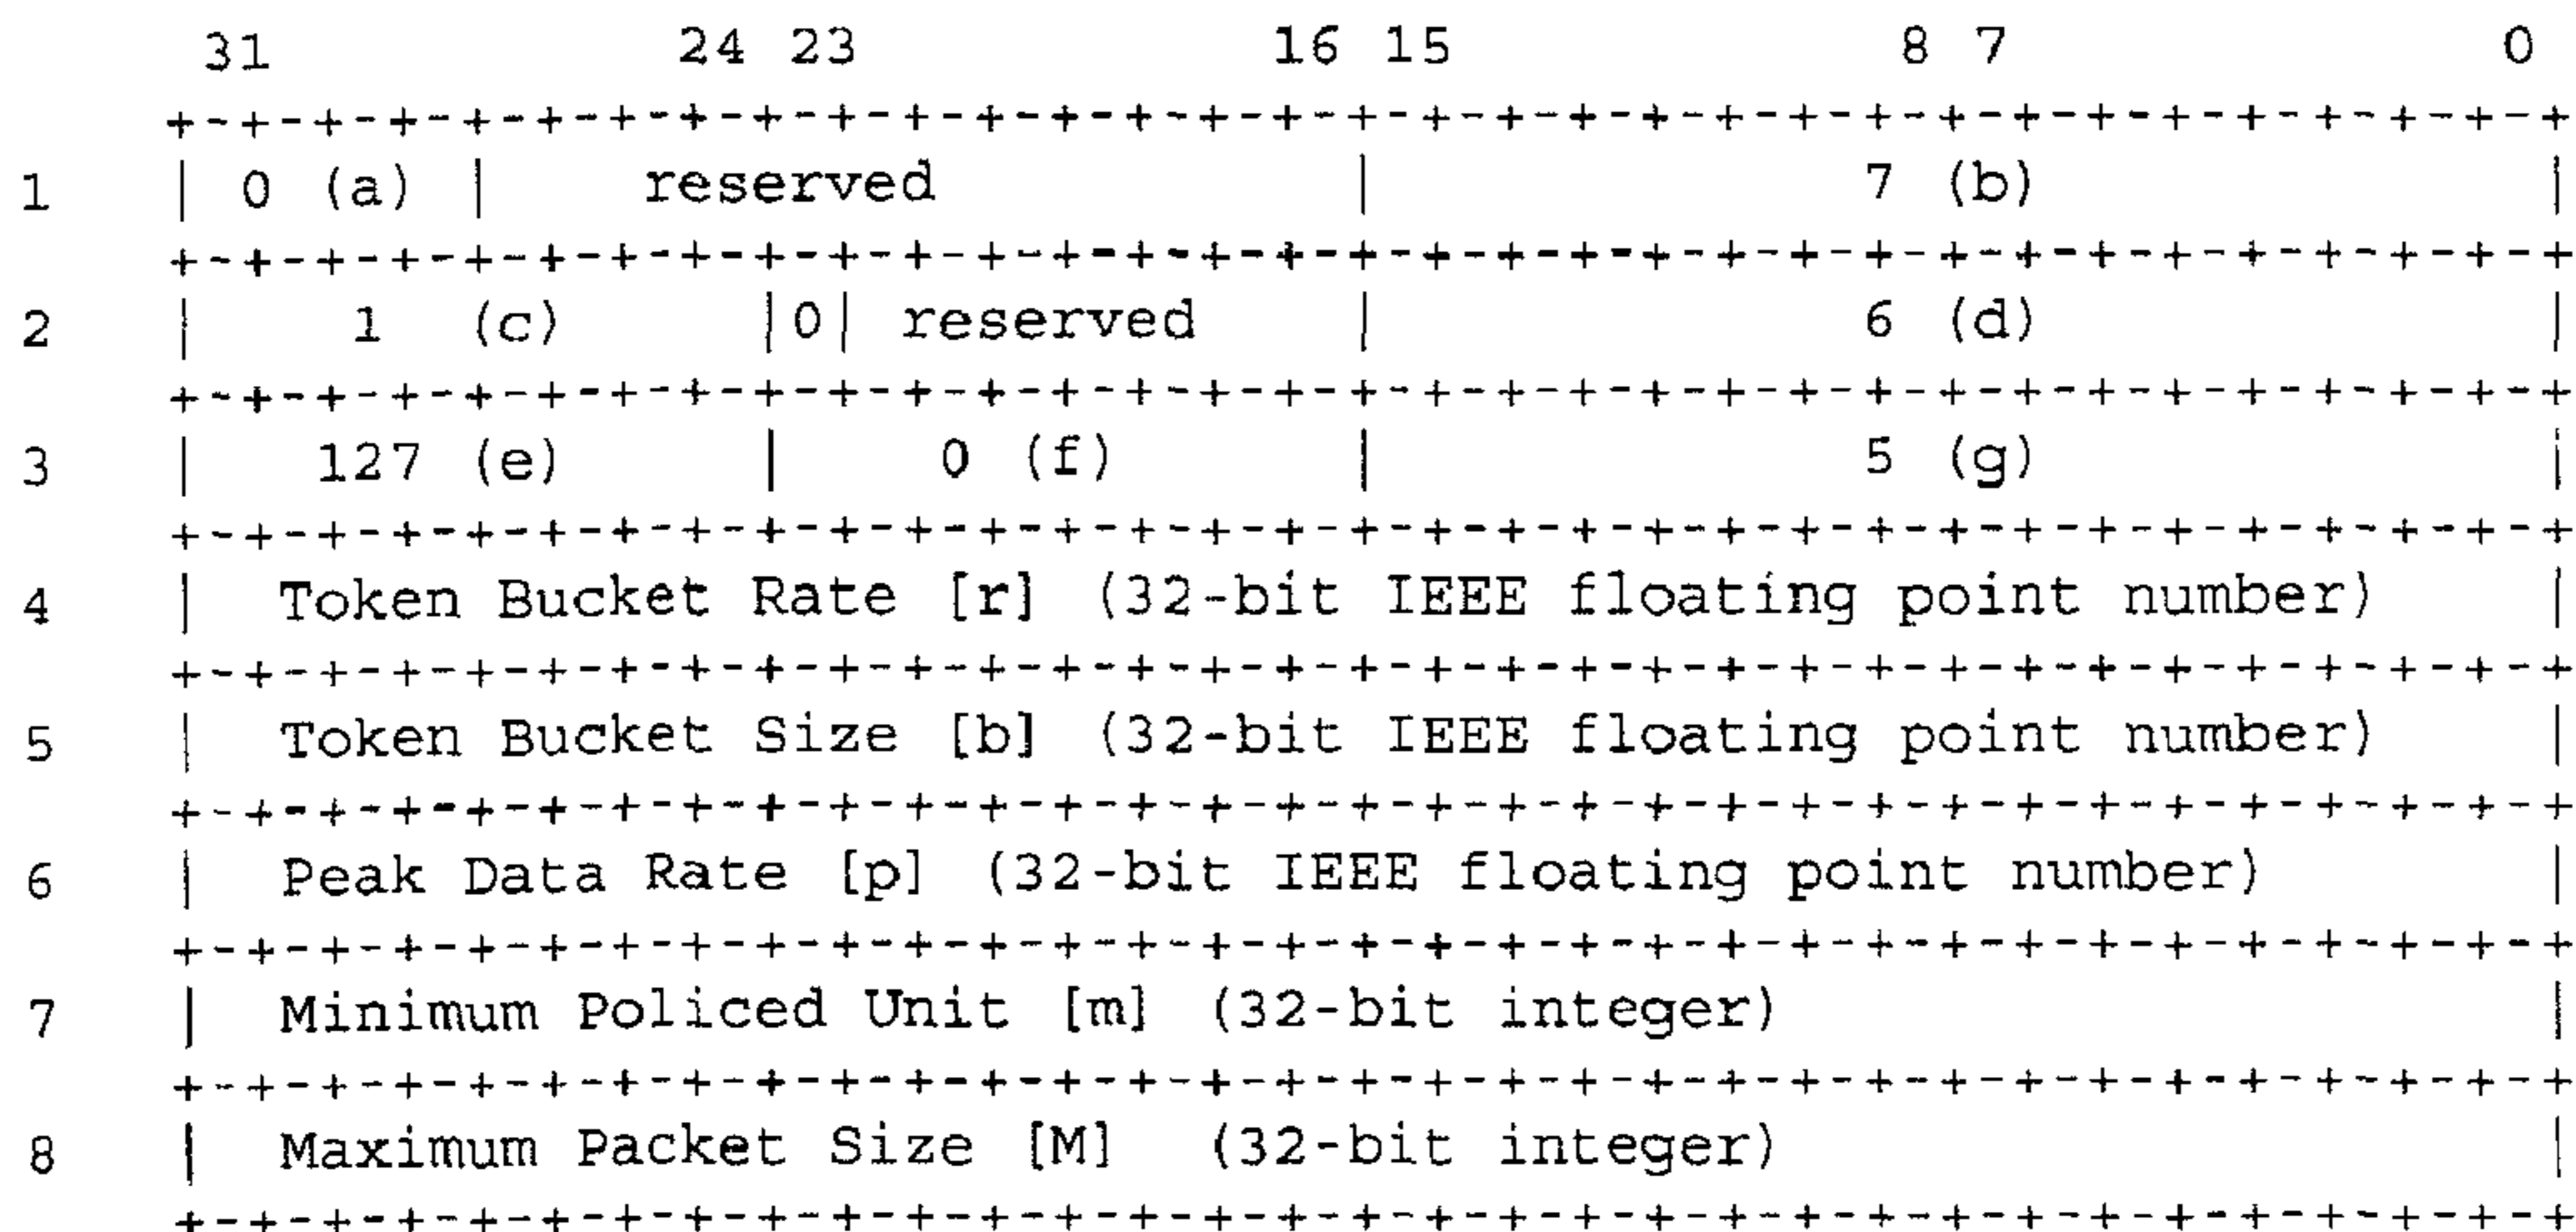 31 24 23 16 15 8 7 0
+-+-+-+-+-+-+-+-+-+-+-+-+-+-+-+-+-+-+-+-+-+-+-+-+-+-+-+-+-+-+-+-+
1 | 0 (a) | reserved | 7 (b) |
+-+-+-+-+-+-+-+-+-+-+-+-+-+-+-+-+-+-+-+-+-+-+-+-+-+-+-+-+-+-+-+-+
2 | 1 (c) |0| reserved | 6 (d) |
+-+-+-+-+-+-+-+-+-+-+-+-+-+-+-+-+-+-+-+-+-+-+-+-+-+-+-+-+-+-+-+-+
3 | 127 (e) | 0 (f) | 5 (g) |
+-+-+-+-+-+-+-+-+-+-+-+-+-+-+-+-+-+-+-+-+-+-+-+-+-+-+-+-+-+-+-+-+
4 | Token Bucket Rate [r] (32-bit IEEE floating point number) |
+-+-+-+-+-+-+-+-+-+-+-+-+-+-+-+-+-+-+-+-+-+-+-+-+-+-+-+-+-+-+-+-+
5 | Token Bucket Size [b] (32-bit IEEE floating point number) |
+-+-+-+-+-+-+-+-+-+-+-+-+-+-+-+-+-+-+-+-+-+-+-+-+-+-+-+-+-+-+-+-+
6 | Peak Data Rate [p] (32-bit IEEE floating point number) |
+-+-+-+-+-+-+-+-+-+-+-+-+-+-+-+-+-+-+-+-+-+-+-+-+-+-+-+-+-+-+-+-+
7 | Minimum Policed Unit [m] (32-bit integer) |
+-+-+-+-+-+-+-+-+-+-+-+-+-+-+-+-+-+-+-+-+-+-+-+-+-+-+-+-+-+-+-+-+
8 | Maximum Packet Size [M] (32-bit integer) |
+-+-+-+-+-+-+-+-+-+-+-+-+-+-+-+-+-+-+-+-+-+-+-+-+-+-+-+-+-+-+-+-+